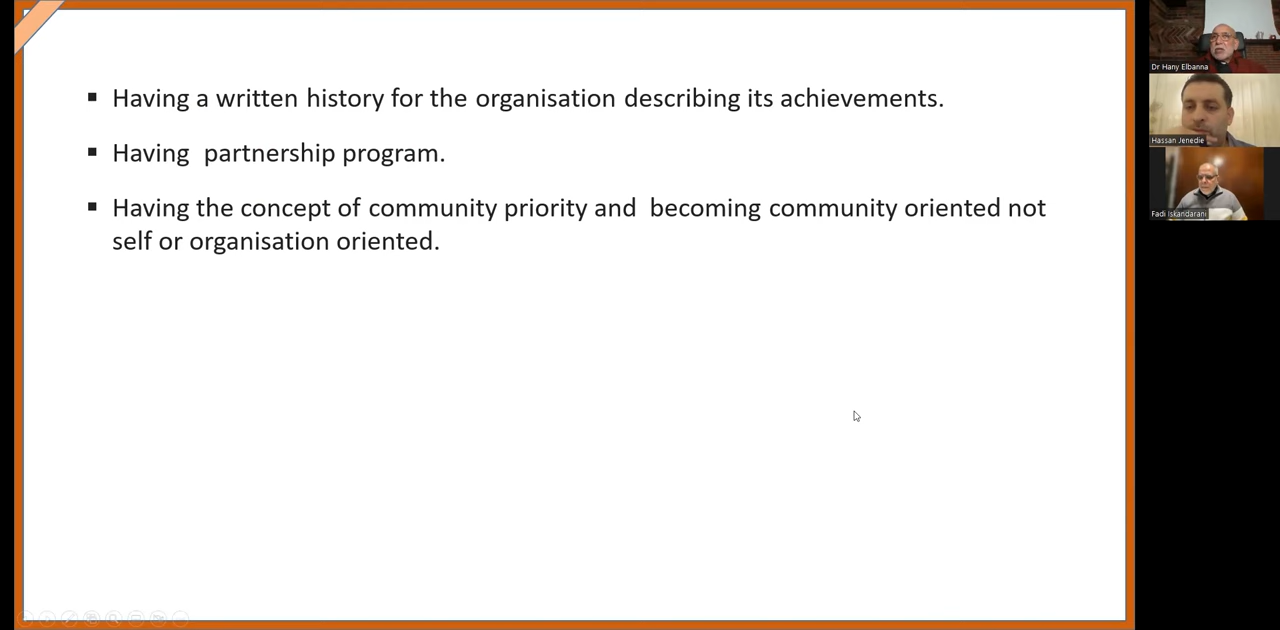 Having a written history for the organisation describing its achievements.
Having  partnership program.
Having the concept of community priority and  becoming community oriented not
self or organisation oriented.
Dr Hany Elbanna
Hassan Jenedie
Fadi Iskandarani